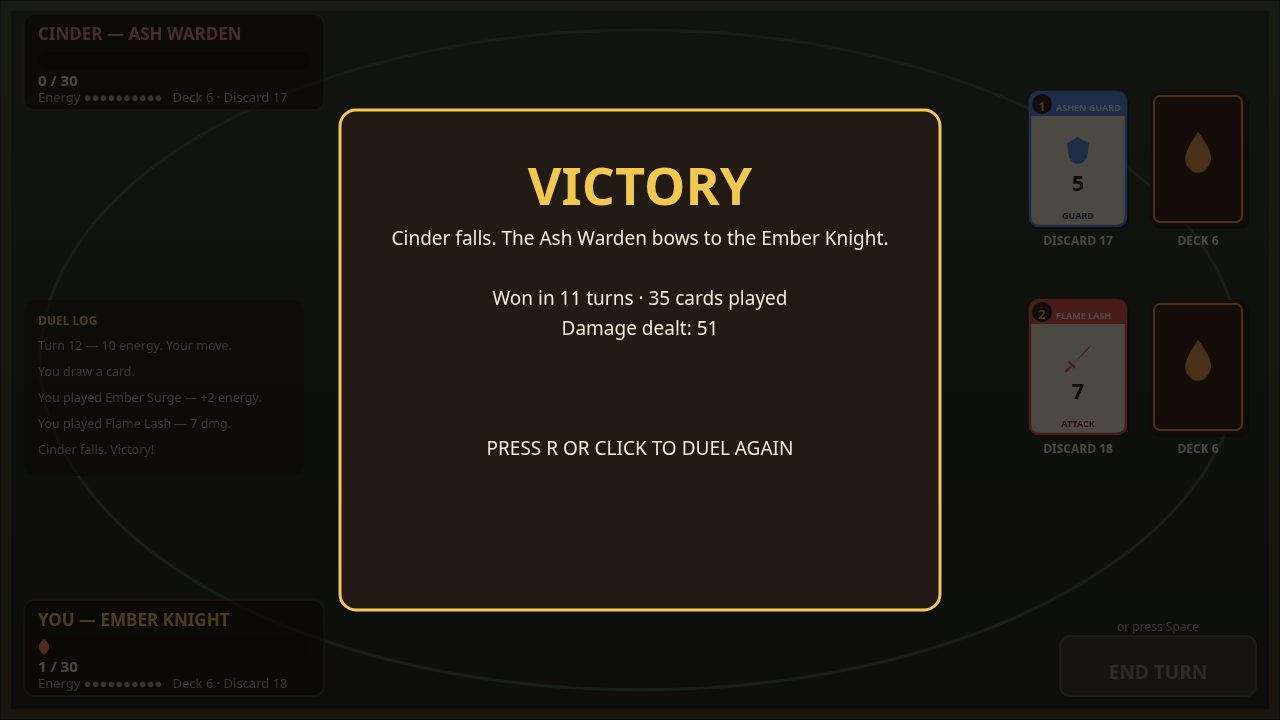 CINDER — ASH WARDEN
0 / 30
Energy ●●●●●●●●●● Deck 6 · Discard 17
1 ASHEN GUARD
5
GUARD
DISCARD 17
DECK 6
VICTORY
Cinder falls. The Ash Warden bows to the Ember Knight.
Won in 11 turns · 35 cards played
Damage dealt: 51
PRESS R OR CLICK TO DUEL AGAIN
DUEL LOG
Turn 12 — 10 energy. Your move.
You draw a card.
You played Ember Surge — +2 energy.
You played Flame Lash — 7 dmg.
Cinder falls. Victory!
2 FLAME LASH
7
ATTACK
DISCARD 18
DECK 6
YOU — EMBER KNIGHT
1 / 30
Energy ●●●●●●●●●● Deck 6 · Discard 18
or press Space
END TURN